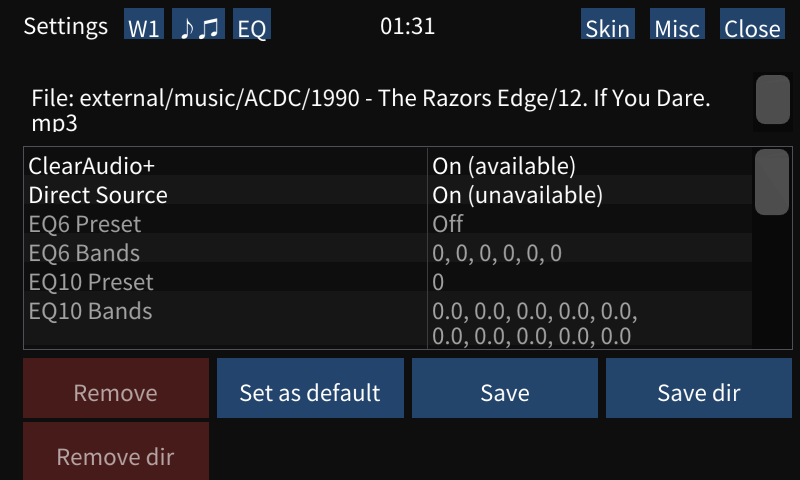 Settings W1 ♪♫ EQ 01:31 Skin Misc Close
File: external/music/ACDC/1990 - The Razors Edge/12. If You Dare.
mp3
ClearAudio+ On (available)
Direct Source On (unavailable)
EQ6 Preset Off
EQ6 Bands 0, 0, 0, 0, 0, 0
EQ10 Preset 0
EQ10 Bands 0.0, 0.0, 0.0, 0.0, 0.0,
0.0, 0.0, 0.0, 0.0, 0.0
Remove Set as default Save Save dir
Remove dir